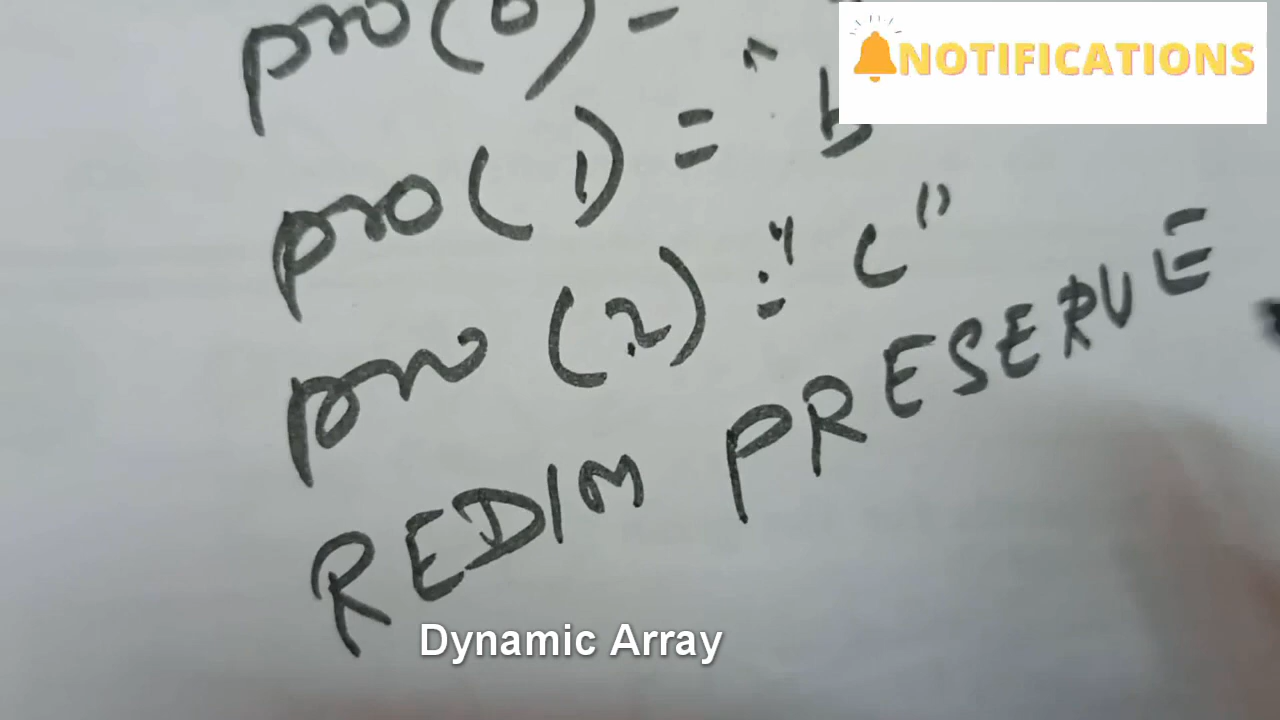 NOTIFICATIONS
pro(0) =
pro(1) = "b
pro(2) = "c"
REDIM PRESERVE
Dynamic Array